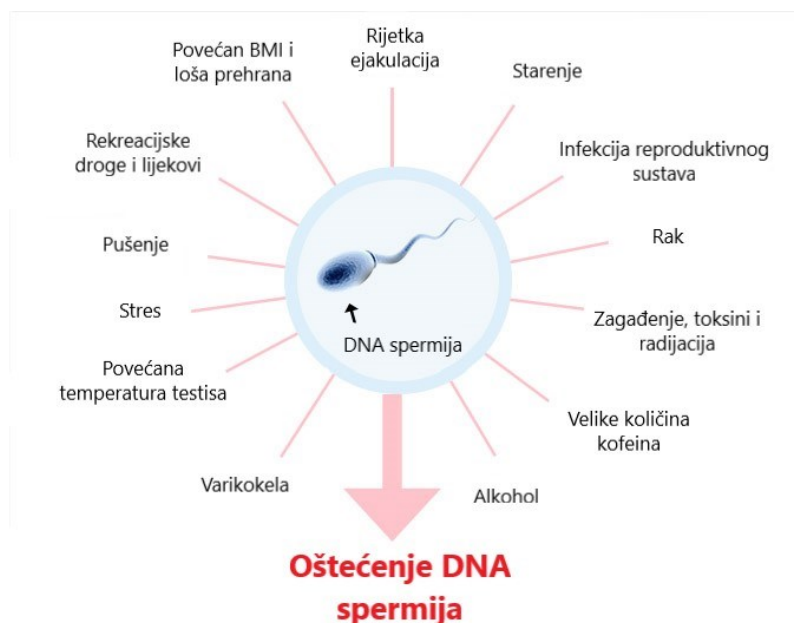 Povećan BMI i
loša prehrana
Rijetka
ejakulacija
Starenje
Rekreacijske
droge i lijekovi
Infekcija reproduktivnog
sustava
Pušenje
Rak
Stres
Zagađenje, toksini i
radijacija
DNA spermija
Povećana
temperatura testisa
Velike količina
kofeina
Varikokela
Alkohol
Oštećenje DNA
spermija